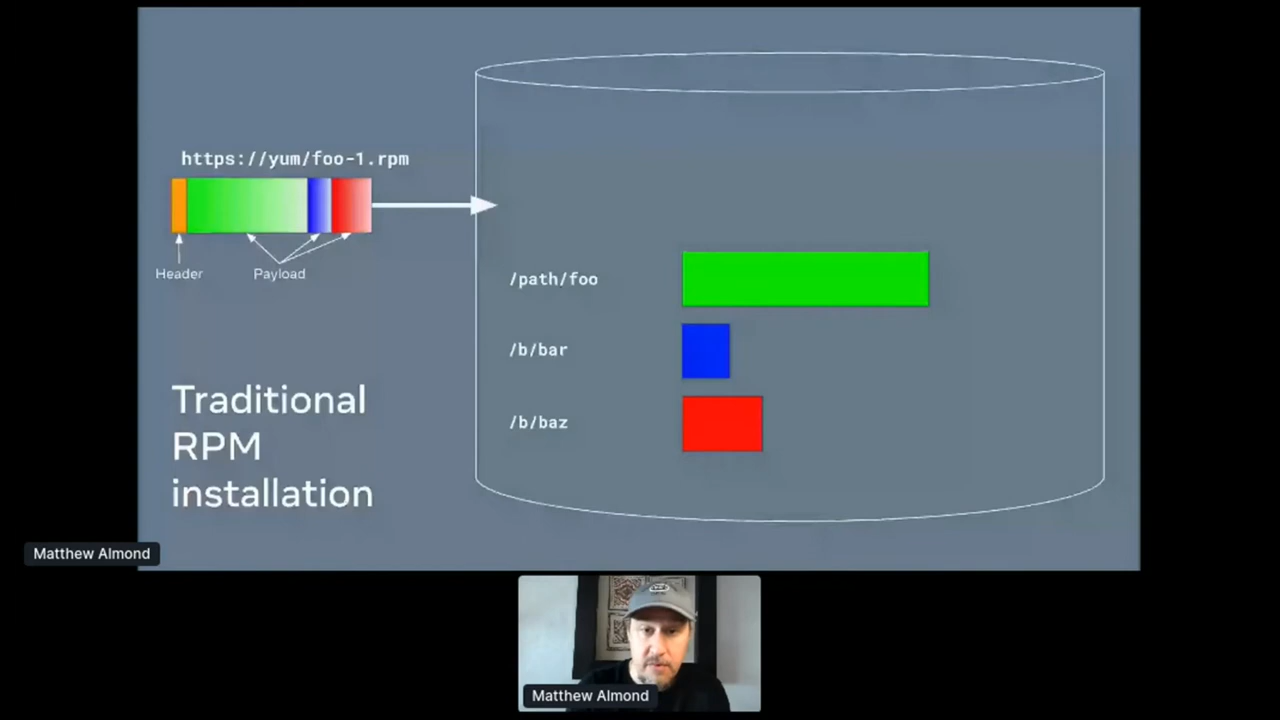 https://yum/foo-1.rpm
Header
Payload
/path/foo
/b/bar
/b/baz
Traditional
RPM
installation
Matthew Almond
Matthew Almond